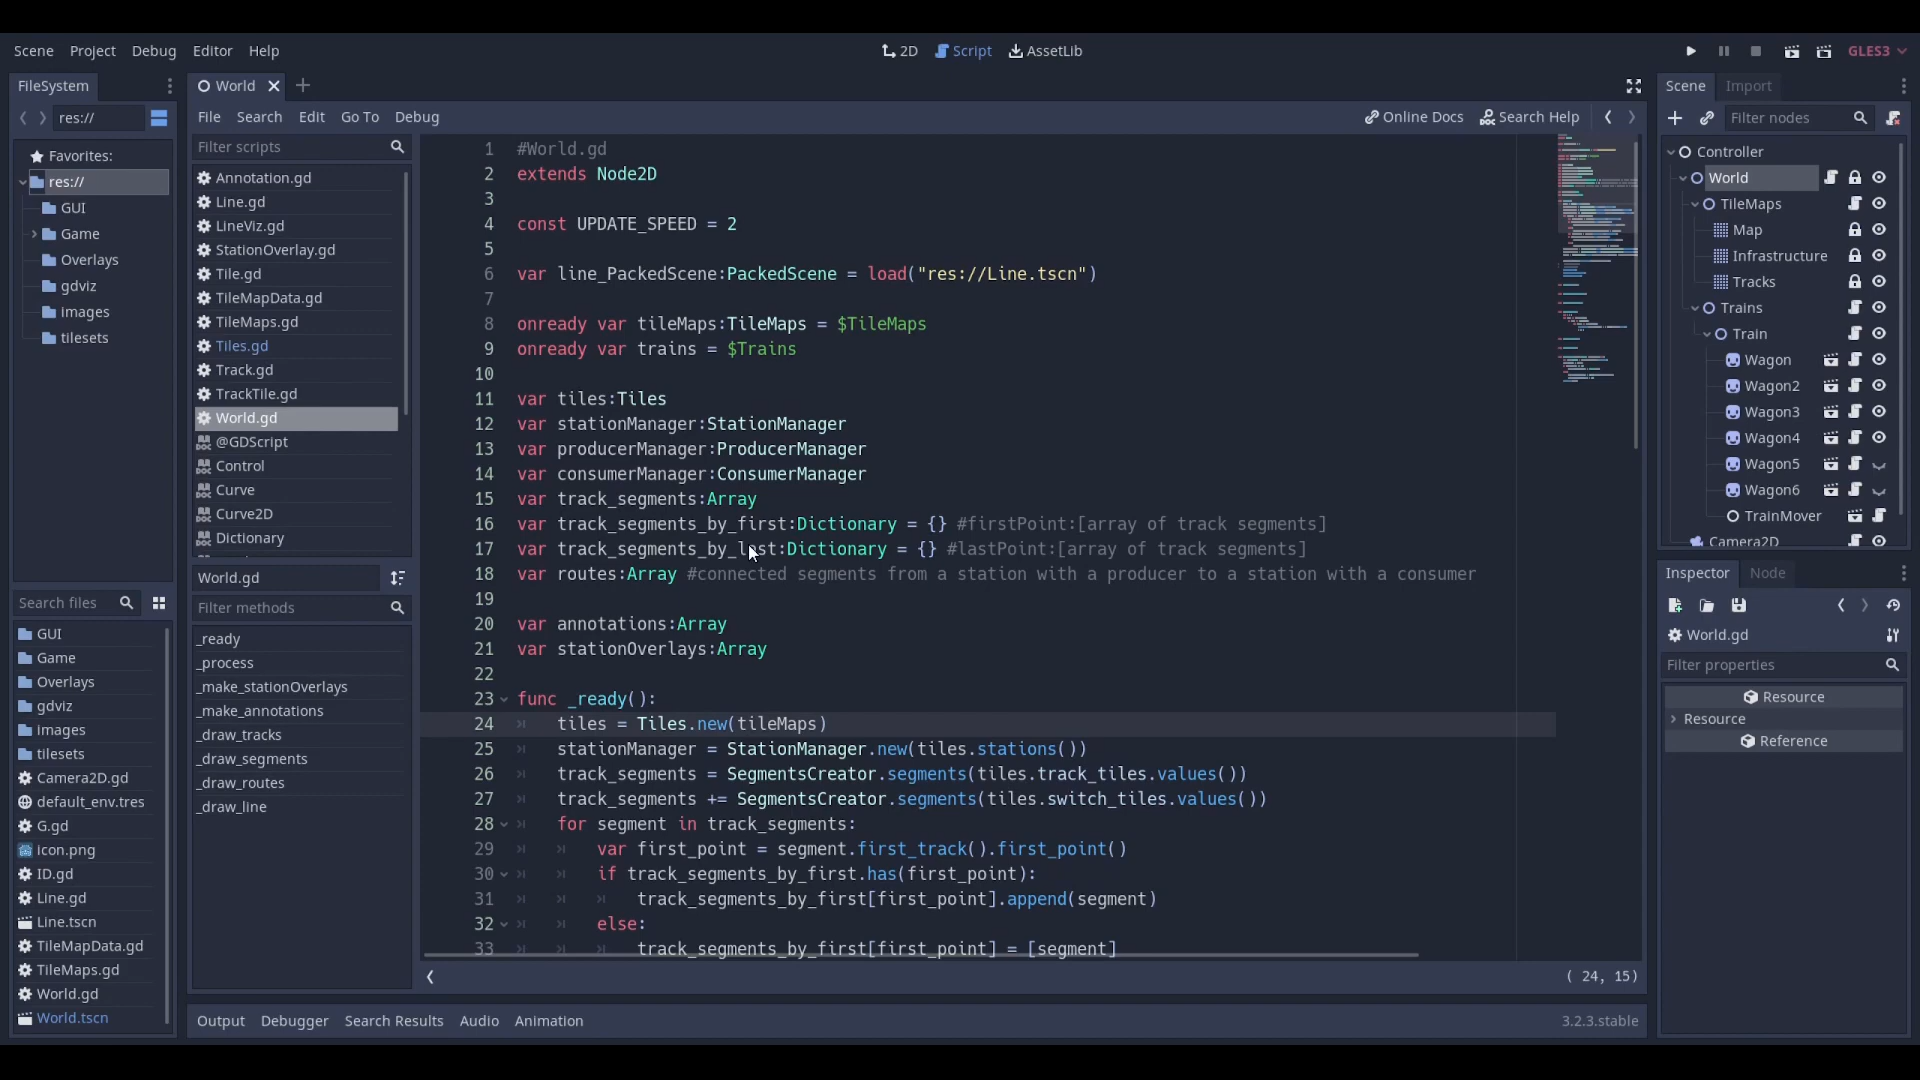 Scene Project Debug Editor Help
2D Script AssetLib
GLES3
FileSystem
res://
Favorites:
res://
GUI
Game
Overlays
gdviz
images
tilesets
Search files
GUI
Game
Overlays
gdviz
images
tilesets
Camera2D.gd
default_env.tres
G.gd
icon.png
ID.gd
Line.gd
Line.tscn
TileMapData.gd
TileMaps.gd
World.gd
World.tscn
World
File Search Edit Go To Debug
Online Docs Search Help
Filter scripts
Annotation.gd
Line.gd
LineViz.gd
StationOverlay.gd
Tile.gd
TileMapData.gd
TileMaps.gd
Tiles.gd
Track.gd
TrackTile.gd
World.gd
@GDScript
Control
Curve
Curve2D
Dictionary
World.gd
Filter methods
_ready
_process
_make_stationOverlays
_make_annotations
_draw_tracks
_draw_segments
_draw_routes
_draw_line
1 #World.gd
2 extends Node2D
3
4 const UPDATE_SPEED = 2
5
6 var line_PackedScene:PackedScene = load("res://Line.tscn")
7
8 onready var tileMaps:TileMaps = $TileMaps
9 onready var trains = $Trains
10
11 var tiles:Tiles
12 var stationManager:StationManager
13 var producerManager:ProducerManager
14 var consumerManager:ConsumerManager
15 var track_segments:Array
16 var track_segments_by_first:Dictionary = {} #firstPoint:[array of track segments]
17 var track_segments_by_last:Dictionary = {} #lastPoint:[array of track segments]
18 var routes:Array #connected segments from a station with a producer to a station with a consumer
19
20 var annotations:Array
21 var stationOverlays:Array
22
23 func _ready():
24 tiles = Tiles.new(tileMaps)
25 stationManager = StationManager.new(tiles.stations())
26 track_segments = SegmentsCreator.segments(tiles.track_tiles.values())
27 track_segments += SegmentsCreator.segments(tiles.switch_tiles.values())
28 for segment in track_segments:
29 var first_point = segment.first_track().first_point()
30 if track_segments_by_first.has(first_point):
31 track_segments_by_first[first_point].append(segment)
32 else:
33 track_segments_by_first[first_point] = [segment]
( 24, 15)
Output Debugger Search Results Audio Animation
3.2.3.stable
Scene Import
Filter nodes
Controller
World
TileMaps
Map
Infrastructure
Tracks
Trains
Train
Wagon
Wagon2
Wagon3
Wagon4
Wagon5
Wagon6
TrainMover
Camera2D
Inspector Node
World.gd
Filter properties
Resource
Resource
Reference